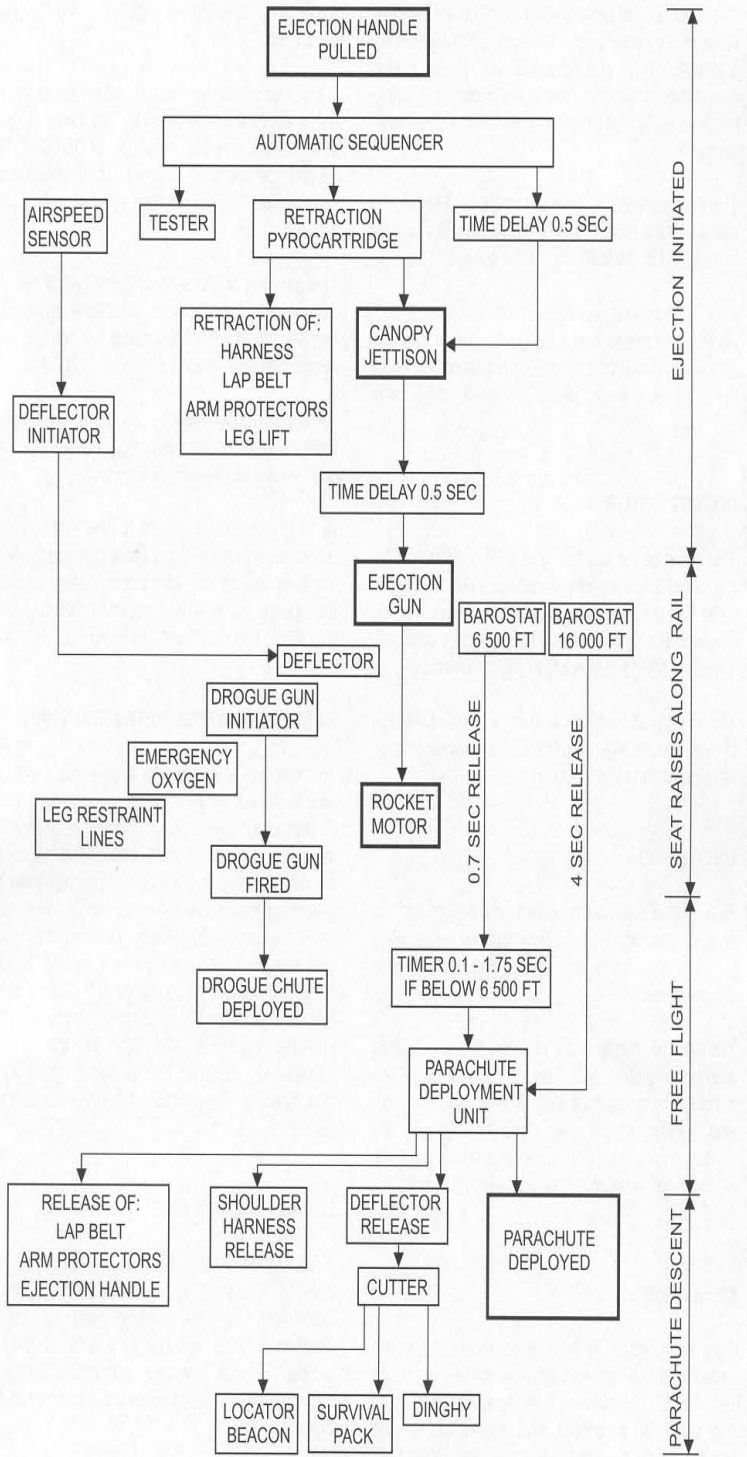 EJECTION HANDLE
PULLED
AUTOMATIC SEQUENCER
AIRSPEED
SENSOR
TESTER
RETRACTION
PYROCARTRIDGE
TIME DELAY 0.5 SEC
RETRACTION OF:
HARNESS
LAP BELT
ARM PROTECTORS
LEG LIFT
CANOPY
JETTISON
DEFLECTOR
INITIATOR
TIME DELAY 0.5 SEC
EJECTION INITIATED
EJECTION
GUN
BAROSTAT
6 500 FT
BAROSTAT
16 000 FT
DEFLECTOR
DROGUE GUN
INITIATOR
EMERGENCY
OXYGEN
LEG RESTRAINT
LINES
ROCKET
MOTOR
0.7 SEC RELEASE
4 SEC RELEASE
DROGUE GUN
FIRED
SEAT RAISES ALONG RAIL
DROGUE CHUTE
DEPLOYED
TIMER 0.1 - 1.75 SEC
IF BELOW 6 500 FT
PARACHUTE
DEPLOYMENT
UNIT
FREE FLIGHT
RELEASE OF:
LAP BELT
ARM PROTECTORS
EJECTION HANDLE
SHOULDER
HARNESS
RELEASE
DEFLECTOR
RELEASE
PARACHUTE
DEPLOYED
CUTTER
LOCATOR
BEACON
SURVIVAL
PACK
DINGHY
PARACHUTE DESCENT